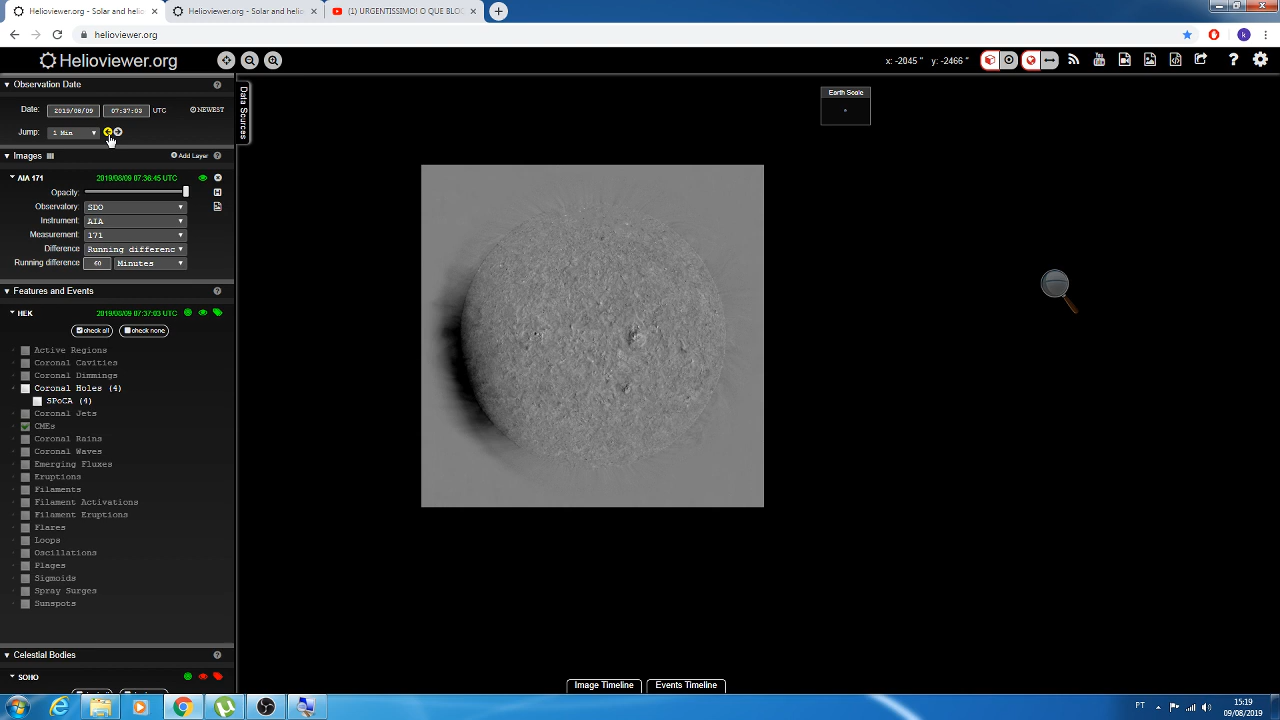 Helioviewer.org - Solar and helio
Helioviewer.org - Solar and helio
(1) URGENTISSIMO! O QUE BLO
helioviewer.org
k
Helioviewer.org
x: -2045 " y: -2466 "
Observation Date
Date: 2019/08/09 07:37:03 UTC NEWEST
Jump: 1 Min
Images Add Layer
AIA 171 2019/08/09 07:36:45 UTC
Opacity:
Observatory: SDO
Instrument: AIA
Measurement: 171
Difference Running differenc
Running difference 60 Minutes
Features and Events
HEK 2019/08/09 07:37:03 UTC
check all check none
Active Regions
Coronal Cavities
Coronal Dimmings
Coronal Holes (4)
SPoCA (4)
Coronal Jets
CMEs
Coronal Rains
Coronal Waves
Emerging Fluxes
Eruptions
Filaments
Filament Activations
Filament Eruptions
Flares
Loops
Oscillations
Plages
Sigmoids
Spray Surges
Sunspots
Celestial Bodies
SOHO
Data Sources
Earth Scale
Image Timeline Events Timeline
PT 15:19
09/08/2019